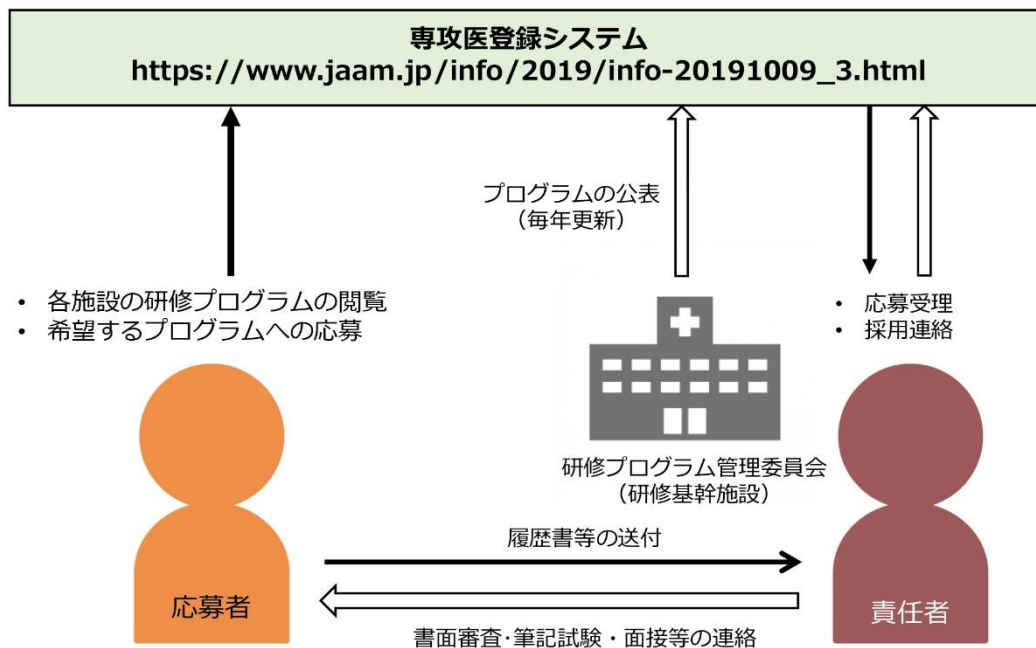 専攻医登録システム
https://www.jaam.jp/info/2019/info-20191009_3.html
プログラムの公表
（毎年更新）
• 各施設の研修プログラムの閲覧
• 希望するプログラムへの応募
• 応募受理
• 採用連絡
研修プログラム管理委員会
（研修基幹施設）
履歴書等の送付
応募者
責任者
書面審査・筆記試験・面接等の連絡